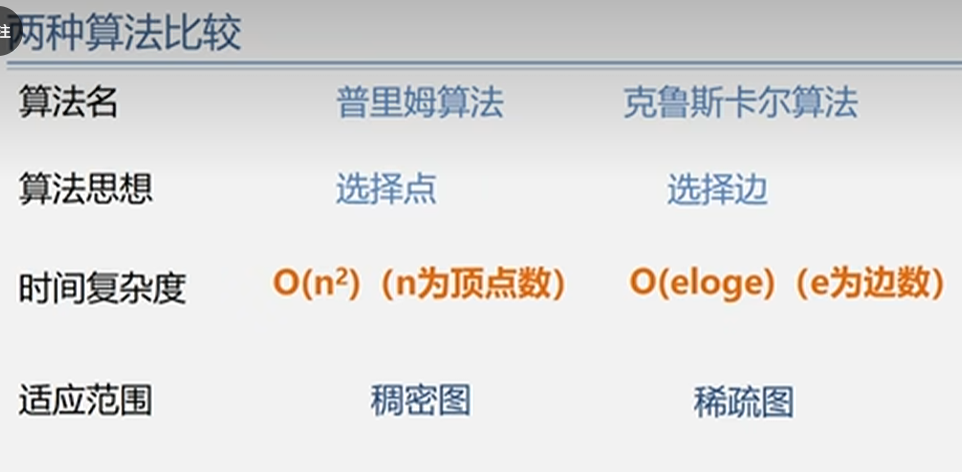 注
两种算法比较
算法名 普里姆算法 克鲁斯卡尔算法
算法思想 选择点 选择边
时间复杂度 O(n²)(n为顶点数) O(eloge)(e为边数)
适应范围 稠密图 稀疏图